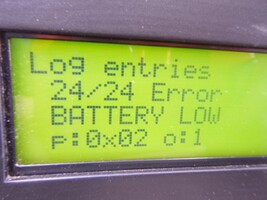 Log entries
24/24 Error
BATTERY LOW
p:0x02 o:1